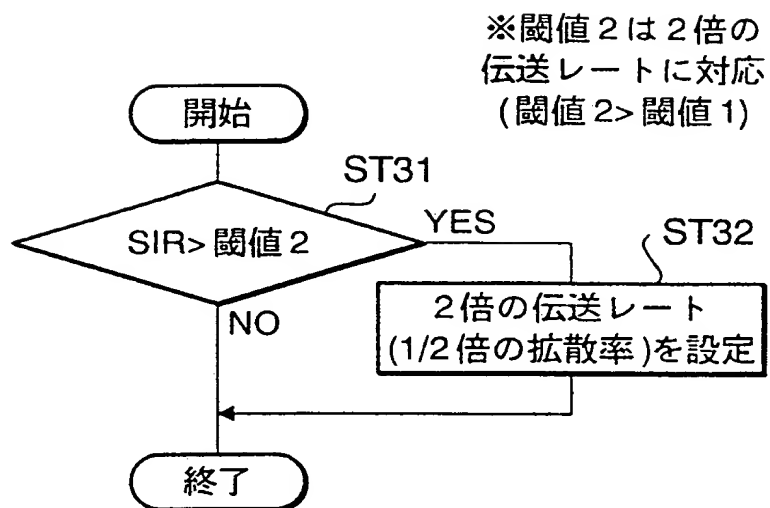 ※閾値2は2倍の
伝送レートに対応
(閾値2>閾値1)
開始
ST31
SIR>閾値2
YES
ST32
NO
2倍の伝送レート
(1/2倍の拡散率)を設定
終了